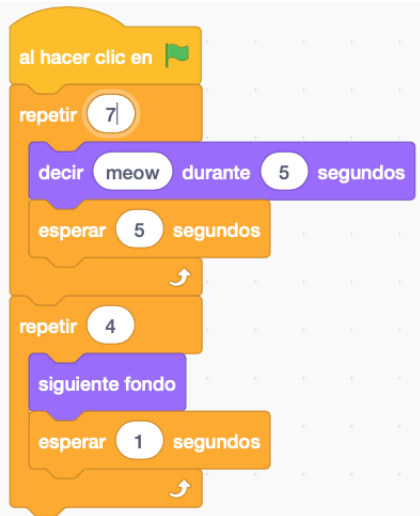 al hacer clic en
repetir 7
decir meow durante 5 segundos
esperar 5 segundos
repetir 4
siguiente fondo
esperar 1 segundos